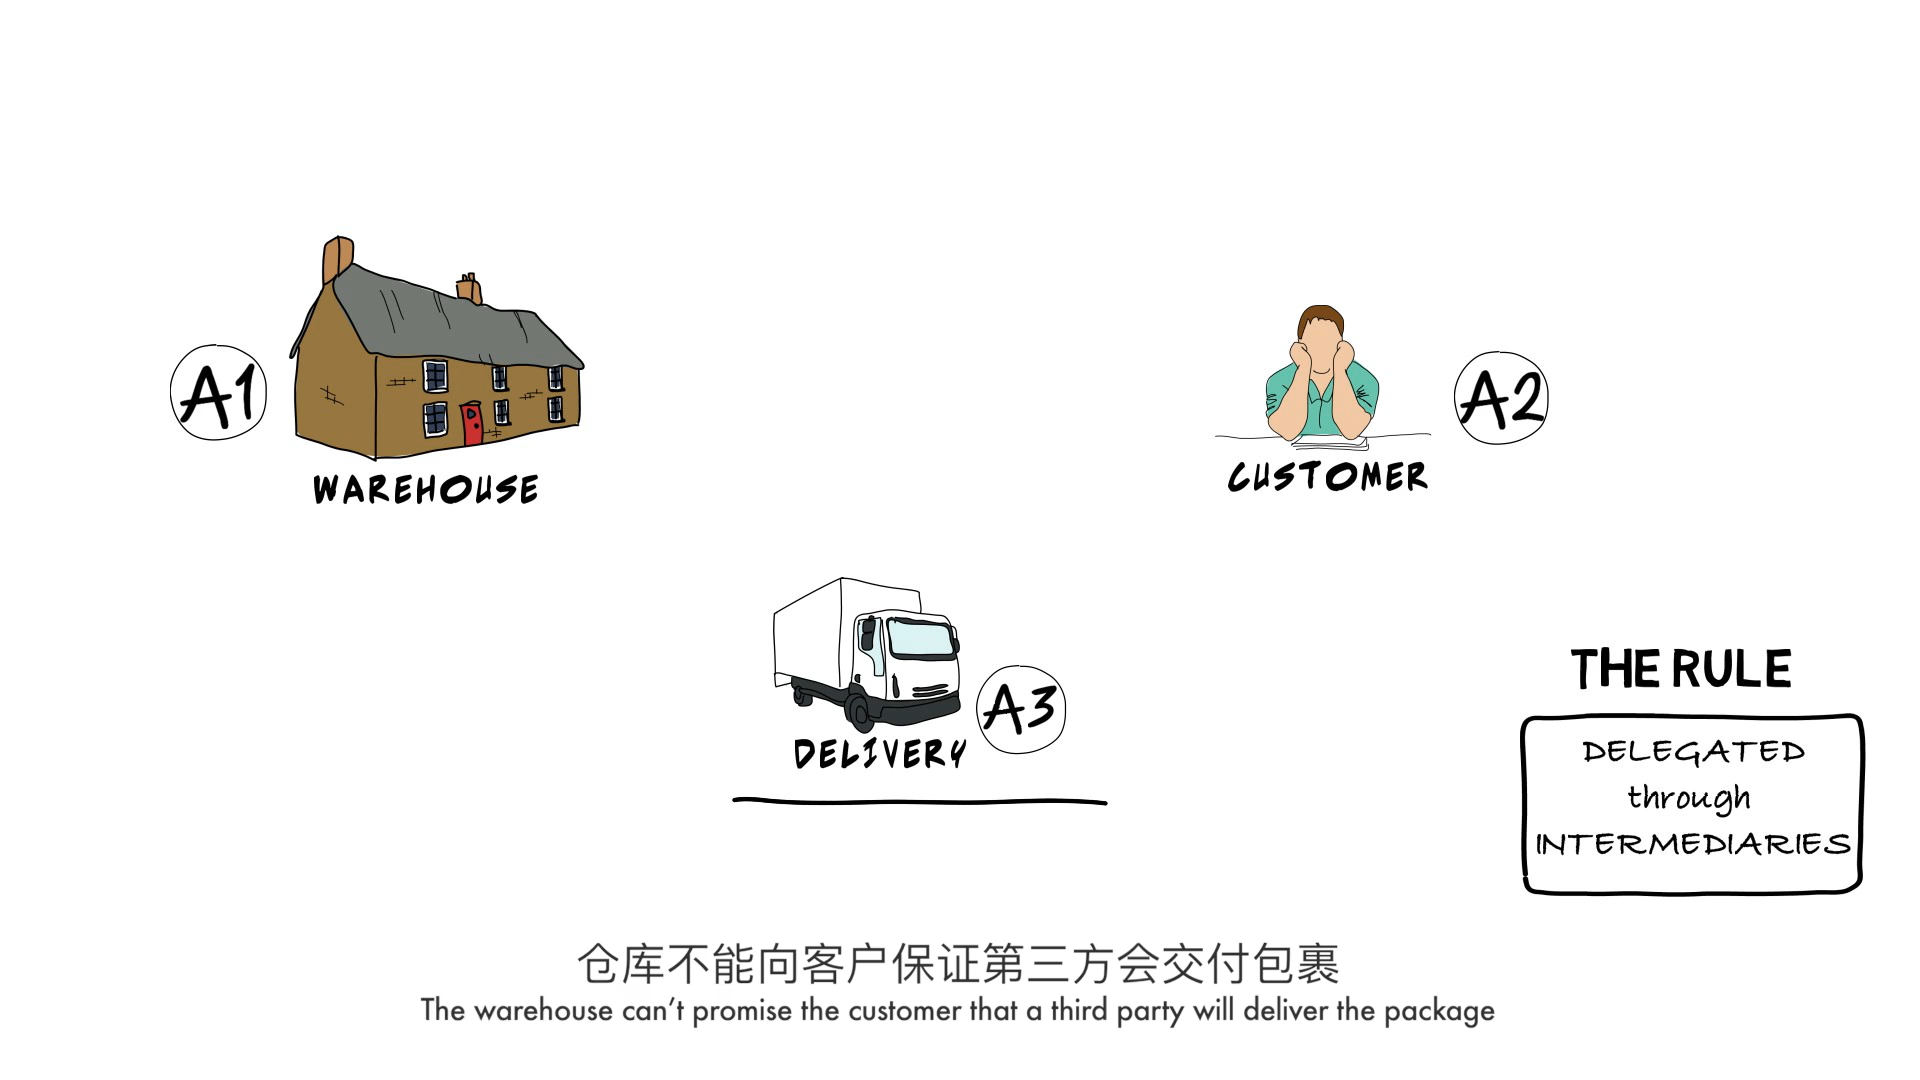 A1
WAREHOUSE
A2
CUSTOMER
A3
DELIVERY
THE RULE
DELEGATED
through
INTERMEDIARIES
仓库不能向客户保证第三方会交付包裹
The warehouse can’t promise the customer that a third party will deliver the package